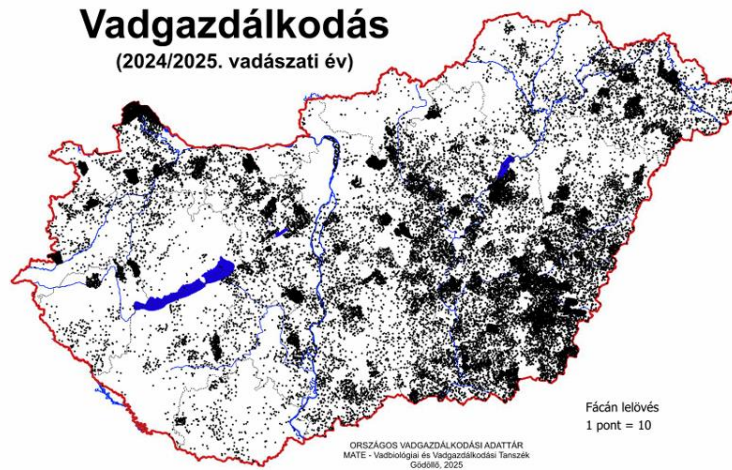 Vadgazdálkodás
(2024/2025. vadászati év)
Fácán lelövés
1 pont = 10
ORSZÁGOS VADGAZDÁLKODÁSI ADATTÁR
MATE - Vadbiológiai és Vadgazdálkodási Tanszék
Gödöllő, 2025